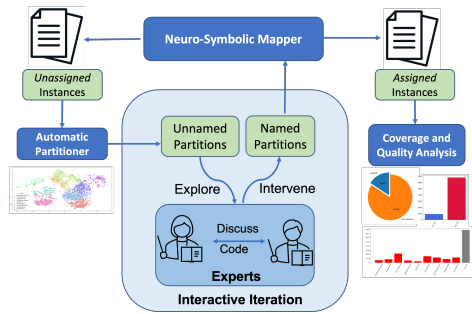 Neuro-Symbolic Mapper
Unassigned
Instances
Assigned
Instances
Automatic
Partitioner
Unnamed
Partitions
Named
Partitions
Coverage and
Quality Analysis
Explore
Intervene
Discuss
Code
Experts
Interactive Iteration